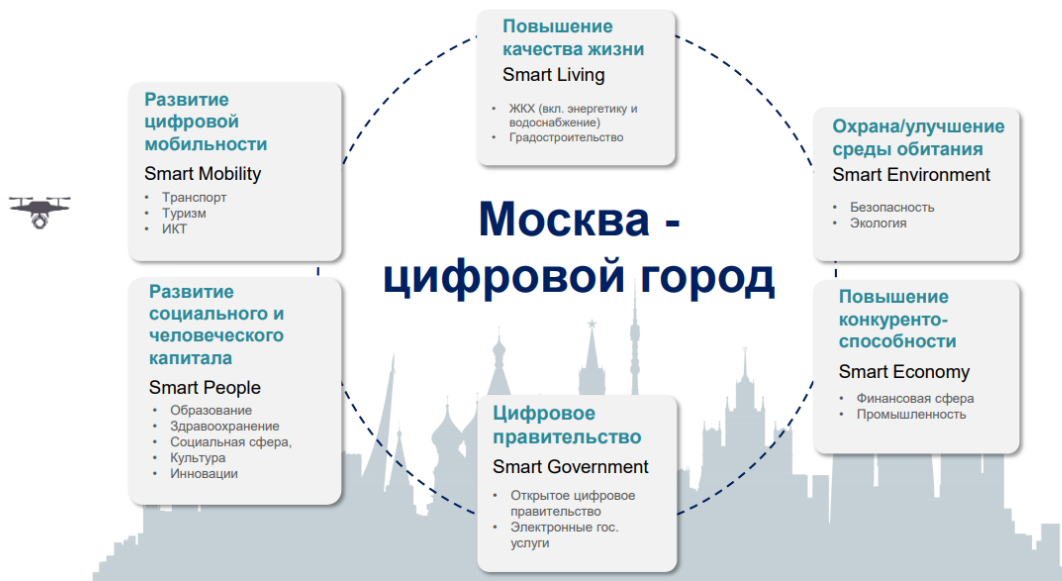 Повышение
качества жизни
Smart Living
• ЖКХ (вкл. энергетику и
водоснабжение)
• Градостроительство
Развитие
цифровой
мобильности
Smart Mobility
• Транспорт
• Туризм
• ИКТ
Охрана/улучшение
среды обитания
Smart Environment
• Безопасность
• Экология
Москва -
цифровой город
Развитие
социального и
человеческого
капитала
Smart People
• Образование
• Здравоохранение
• Социальная сфера,
• Культура
• Инновации
Повышение
конкуренто-
способности
Smart Economy
• Финансовая сфера
• Промышленность
Цифровое
правительство
Smart Government
• Открытое цифровое
правительство
• Электронные гос.
услуги